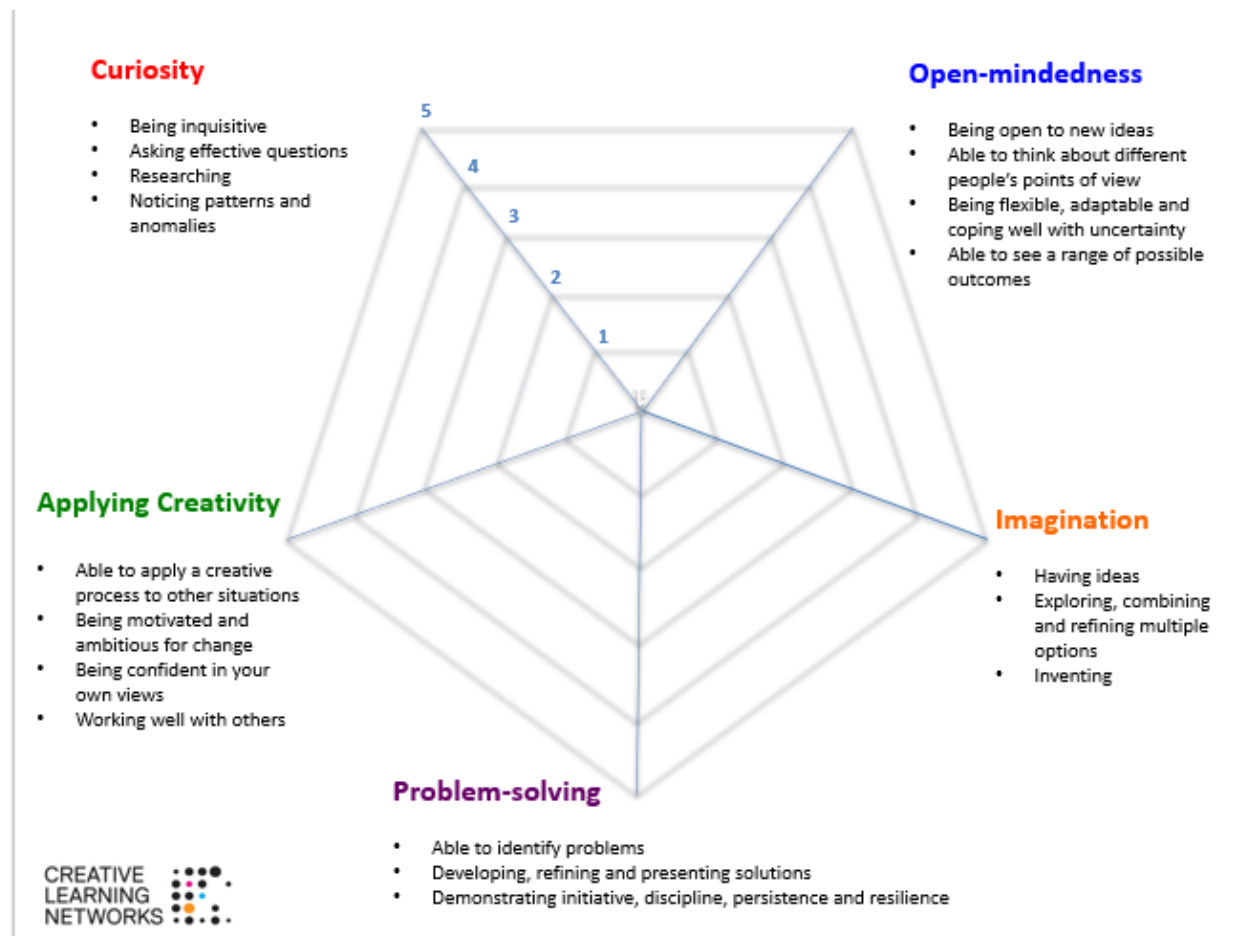 Curiosity
• Being inquisitive
• Asking effective questions
• Researching
• Noticing patterns and
anomalies
Open-mindedness
• Being open to new ideas
• Able to think about different
people's points of view
• Being flexible, adaptable and
coping well with uncertainty
• Able to see a range of possible
outcomes
5
4
3
2
1
Applying Creativity
• Able to apply a creative
process to other situations
• Being motivated and
ambitious for change
• Being confident in your
own views
• Working well with others
Imagination
• Having ideas
• Exploring, combining
and refining multiple
options
• Inventing
Problem-solving
• Able to identify problems
• Developing, refining and presenting solutions
• Demonstrating initiative, discipline, persistence and resilience
CREATIVE
LEARNING
NETWORKS